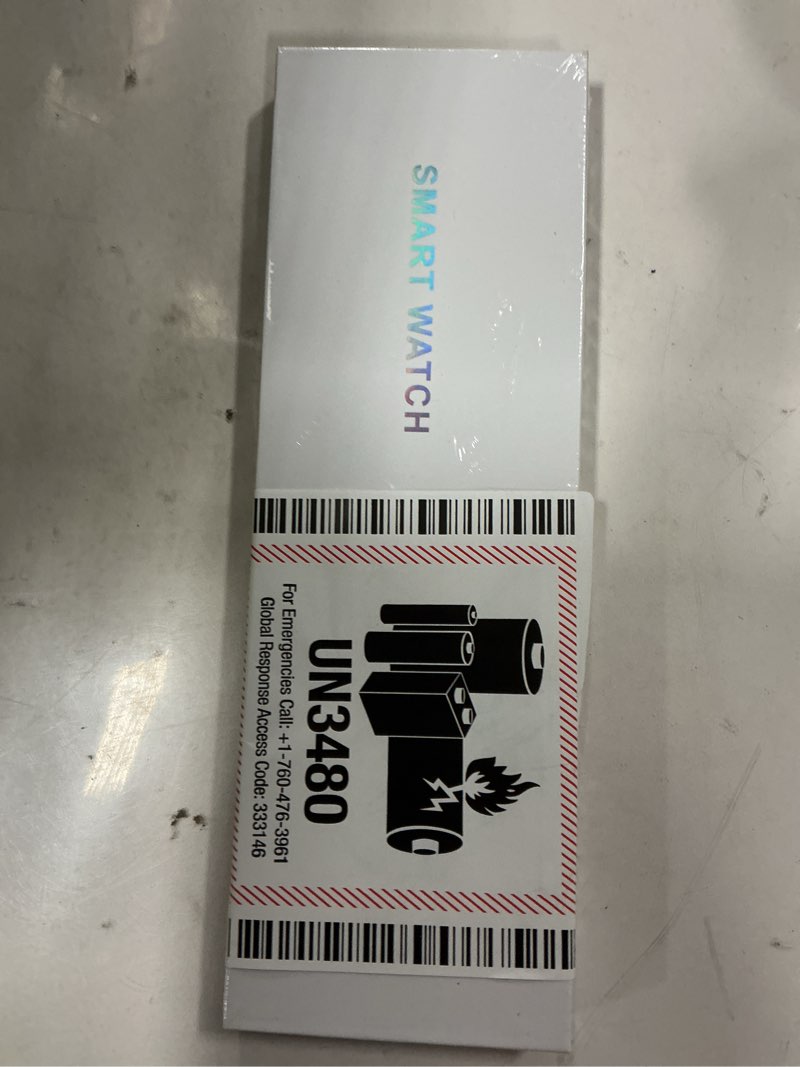 SMART WATCH
UN3480
For Emergencies Call: +1-760-476-3961
Global Response Access Code: 333146